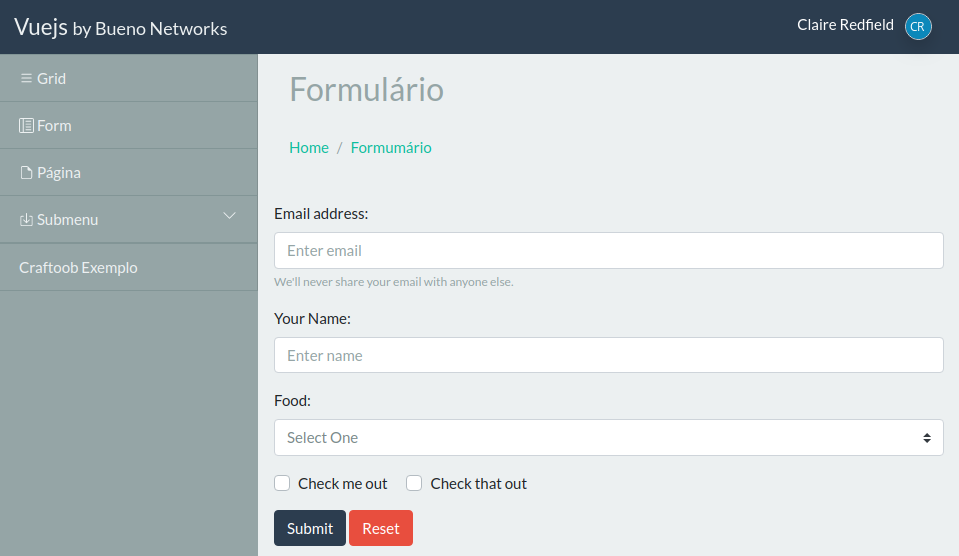 Vuejs by Bueno Networks
Claire Redfield
CR
Grid
Form
Página
Submenu
Craftoob Exemplo
Formulário
Home / Formumário
Email address:
Enter email
We'll never share your email with anyone else.
Your Name:
Enter name
Food:
Select One
Check me out
Check that out
Submit
Reset